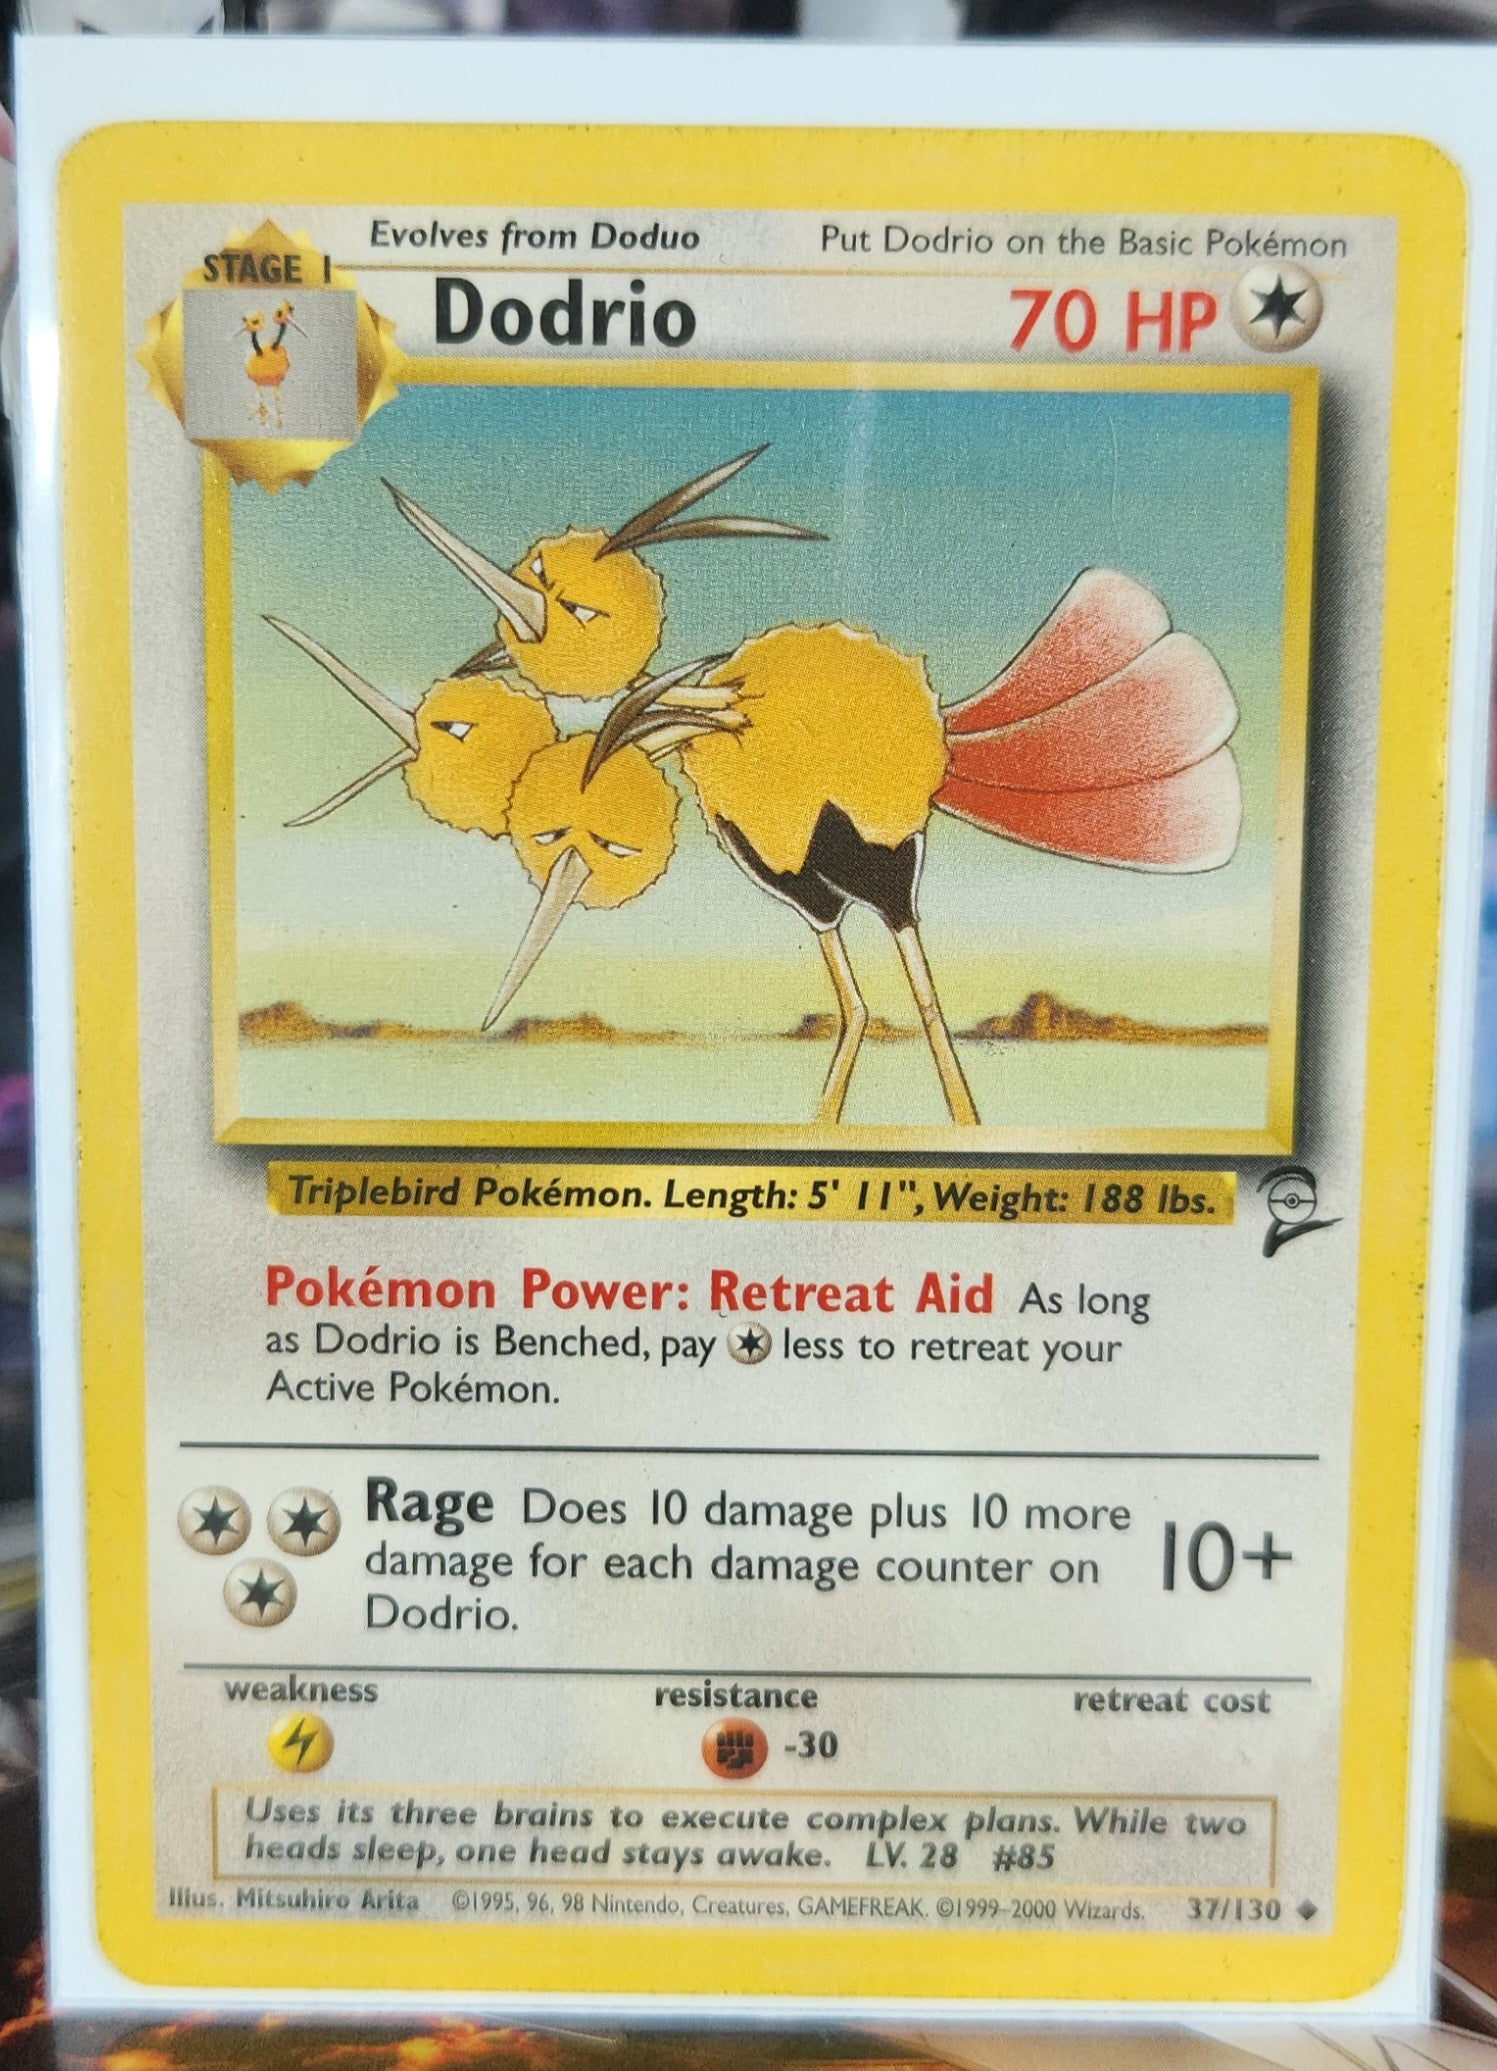 Evolves from Doduo
Put Dodrio on the Basic Pokémon
STAGE 1
Dodrio
70 HP
Triplebird Pokémon. Length: 5' 11", Weight: 188 lbs.
Pokémon Power: Retreat Aid As long
as Dodrio is Benched, pay less to retreat your
Active Pokémon.
Rage Does 10 damage plus 10 more
damage for each damage counter on
Dodrio.
10+
weakness
resistance
retreat cost
-30
Uses its three brains to execute complex plans. While two
heads sleep, one head stays awake. LV. 28 #85
Illus. Mitsuhiro Arita ©1995, 96, 98 Nintendo, Creatures, GAMEFREAK. ©1999-2000 Wizards. 37/130